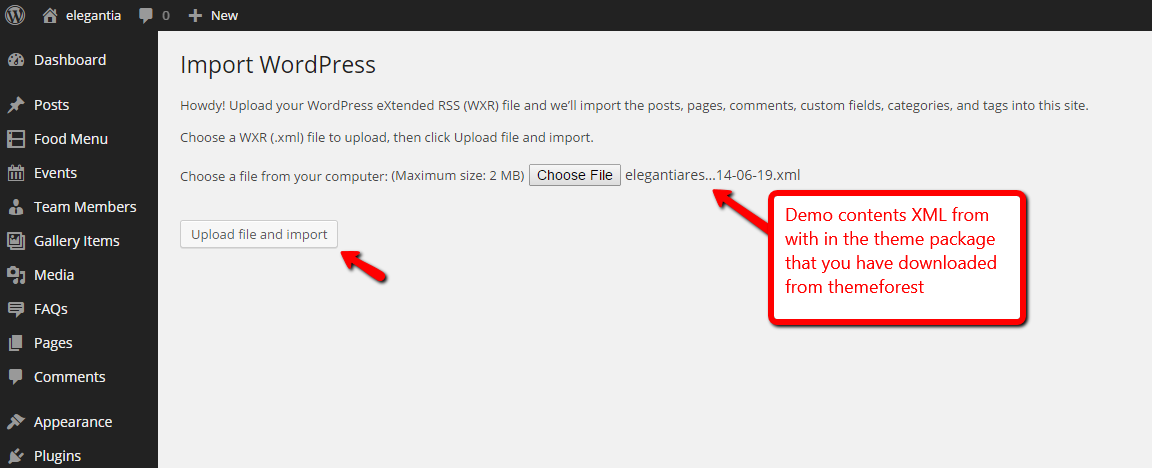 elegantia 0 New
Dashboard
Posts
Food Menu
Events
Team Members
Gallery Items
Media
FAQs
Pages
Comments
Appearance
Plugins
Import WordPress
Howdy! Upload your WordPress eXtended RSS (WXR) file and we’ll import the posts, pages, comments, custom fields, categories, and tags into this site.
Choose a WXR (.xml) file to upload, then click Upload file and import.
Choose a file from your computer: (Maximum size: 2 MB) Choose File elegantiares...14-06-19.xml
Upload file and import
Demo contents XML from
with in the theme package
that you have downloaded
from themeforest